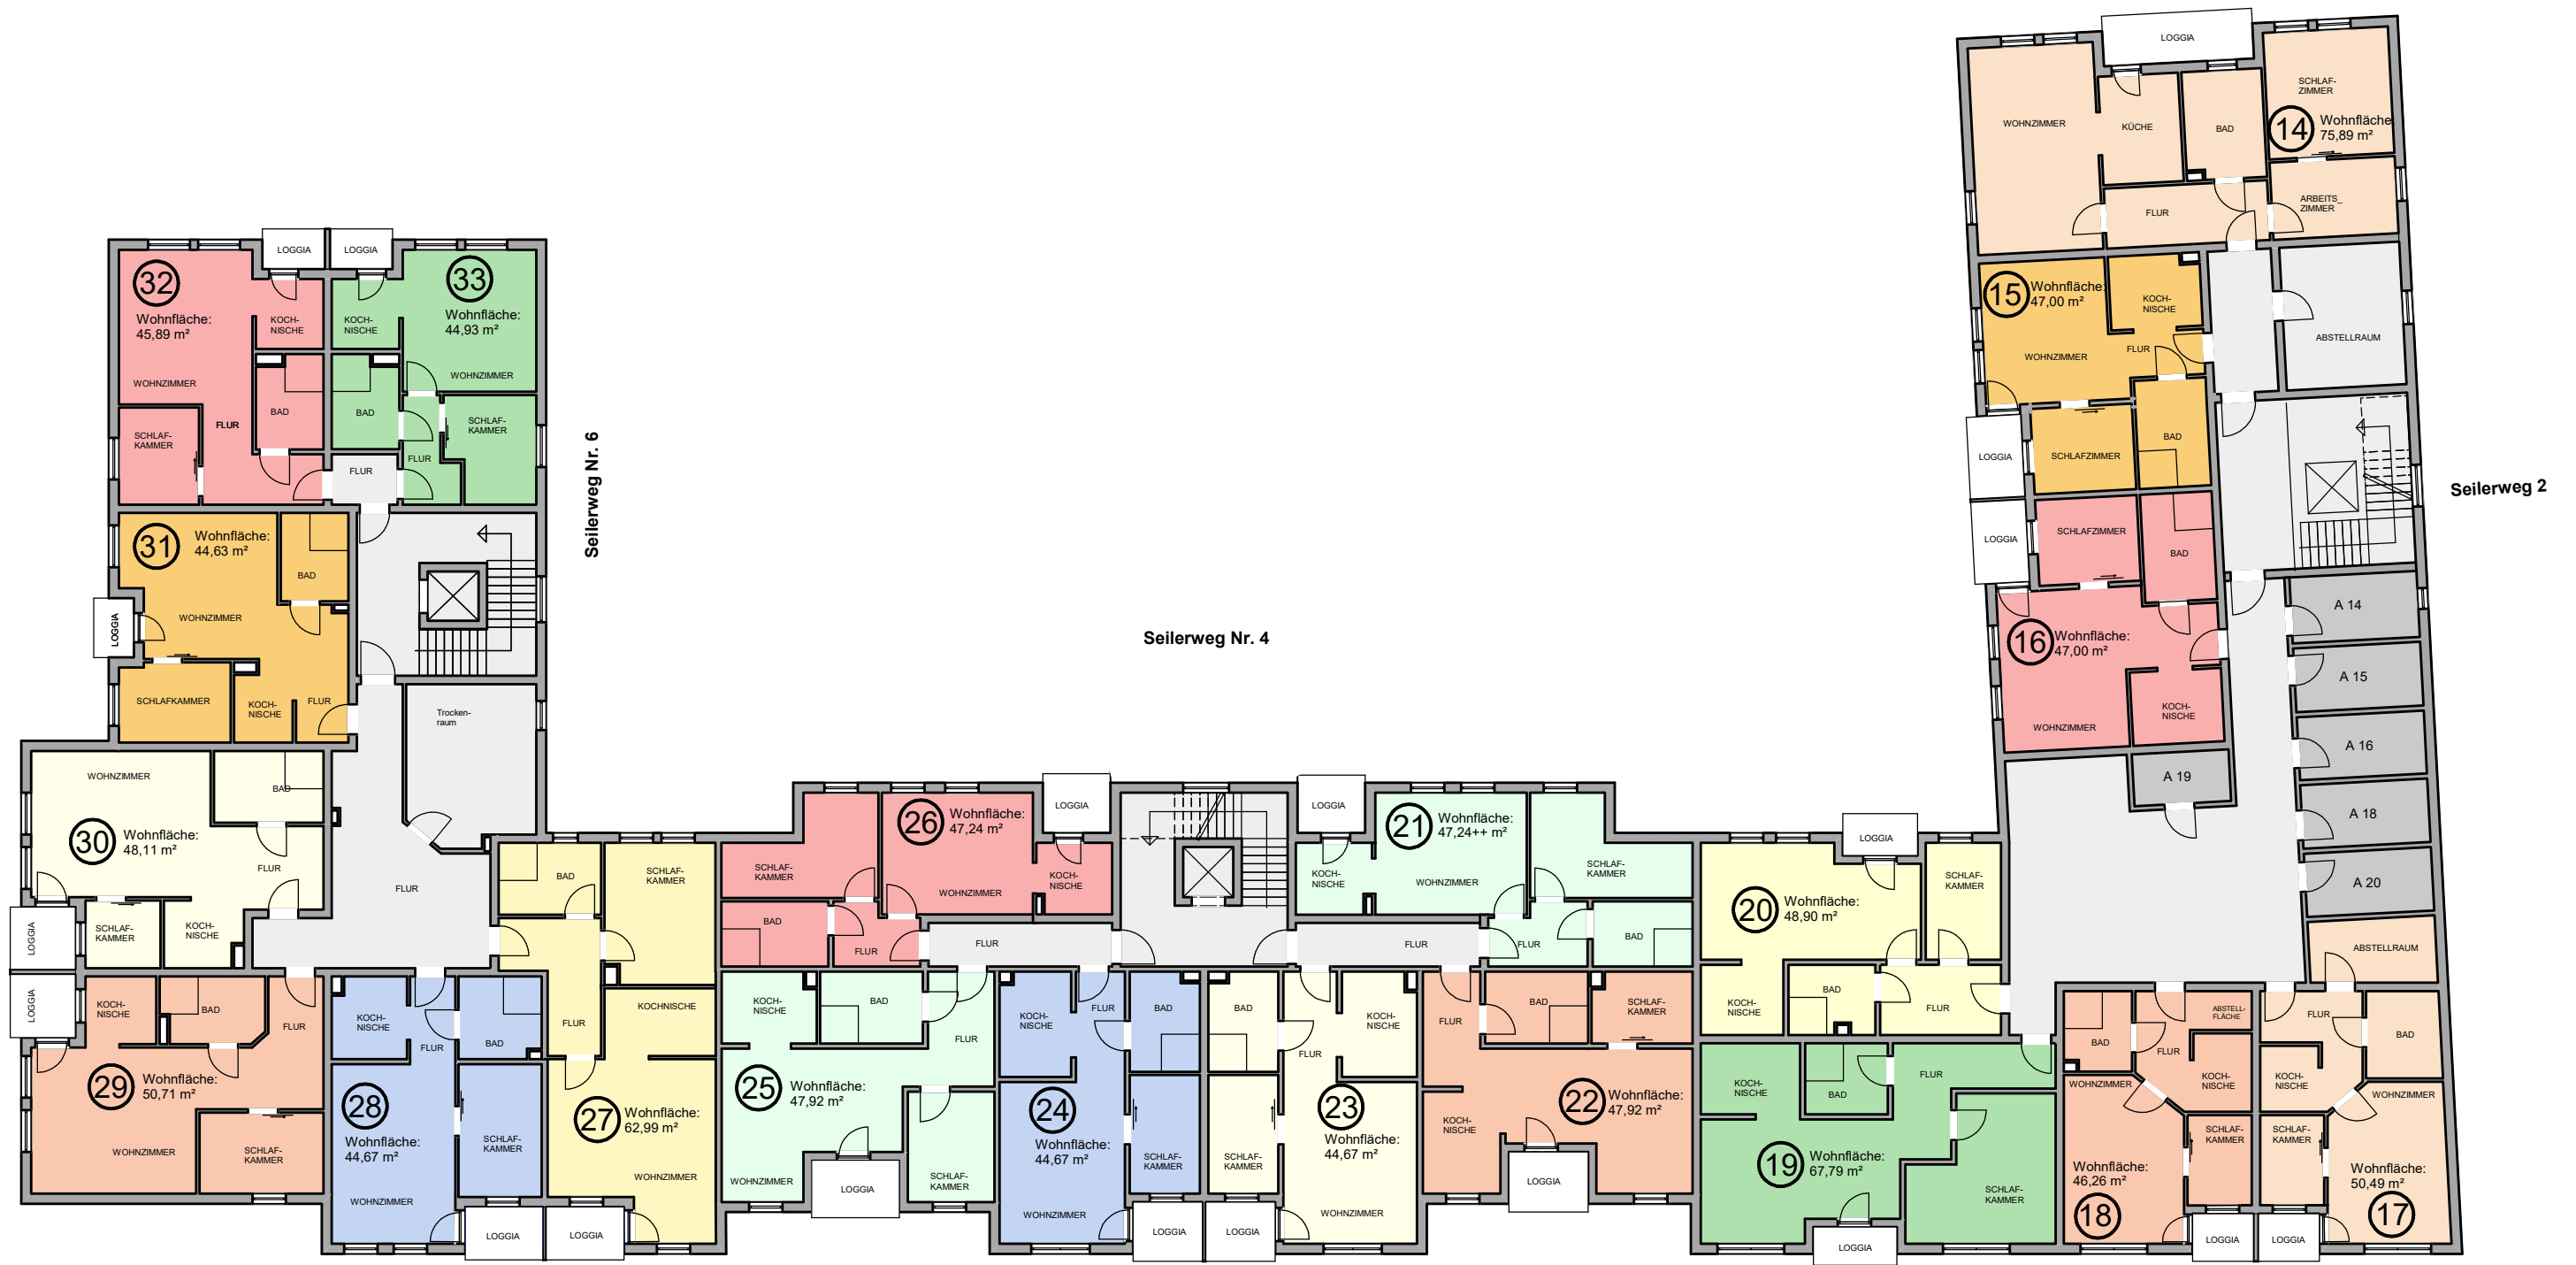 LOGGIA
WOHNZIMMER
KÜCHE
BAD
SCHLAF-
ZIMMER
14
Wohnfläche
75,89 m²
FLUR
ARBEITS_
ZIMMER
15
Wohnfläche:
47,00 m²
KOCH-
NISCHE
WOHNZIMMER
FLUR
ABSTELLRAUM
LOGGIA
SCHLAFZIMMER
BAD
Seilerweg 2
LOGGIA
SCHLAFZIMMER
BAD
16
Wohnfläche:
47,00 m²
WOHNZIMMER
KOCH-
NISCHE
A 14
A 15
A 16
A 18
A 19
A 20
ABSTELLRAUM
LOGGIA
LOGGIA
32
Wohnfläche:
45,89 m²
KOCH-
NISCHE
WOHNZIMMER
BAD
SCHLAF-
KAMMER
FLUR
33
Wohnfläche:
44,93 m²
KOCH-
NISCHE
WOHNZIMMER
BAD
SCHLAF-
KAMMER
FLUR
FLUR
Seilerweg Nr. 6
31
Wohnfläche:
44,63 m²
BAD
WOHNZIMMER
LOGGIA
SCHLAFKAMMER
KOCH-
NISCHE
FLUR
Trocken-
raum
Seilerweg Nr. 4
WOHNZIMMER
BAD
30
Wohnfläche:
48,11 m²
FLUR
SCHLAF-
KAMMER
KOCH-
NISCHE
LOGGIA
FLUR
LOGGIA
KOCH-
NISCHE
BAD
FLUR
29
Wohnfläche:
50,71 m²
WOHNZIMMER
SCHLAF-
KAMMER
KOCH-
NISCHE
FLUR
BAD
28
Wohnfläche:
44,67 m²
SCHLAF-
KAMMER
WOHNZIMMER
LOGGIA
BAD
SCHLAF-
KAMMER
KOCHNISCHE
FLUR
27
Wohnfläche:
62,99 m²
WOHNZIMMER
LOGGIA
26
Wohnfläche:
47,24 m²
LOGGIA
SCHLAF-
KAMMER
WOHNZIMMER
KOCH-
NISCHE
BAD
FLUR
FLUR
KOCH-
NISCHE
BAD
FLUR
25
Wohnfläche:
47,92 m²
WOHNZIMMER
LOGGIA
SCHLAF-
KAMMER
KOCH-
NISCHE
FLUR
BAD
24
Wohnfläche:
44,67 m²
SCHLAF-
KAMMER
WOHNZIMMER
LOGGIA
LOGGIA
21
Wohnfläche:
47,24++ m²
KOCH-
NISCHE
WOHNZIMMER
SCHLAF-
KAMMER
FLUR
FLUR
BAD
BAD
KOCH-
NISCHE
FLUR
23
Wohnfläche:
44,67 m²
SCHLAF-
KAMMER
WOHNZIMMER
LOGGIA
FLUR
BAD
SCHLAF-
KAMMER
22
Wohnfläche:
47,92 m²
KOCH-
NISCHE
LOGGIA
LOGGIA
20
Wohnfläche:
48,90 m²
SCHLAF-
KAMMER
KOCH-
NISCHE
BAD
FLUR
KOCH-
NISCHE
BAD
FLUR
19
Wohnfläche:
67,79 m²
SCHLAF-
KAMMER
LOGGIA
BAD
FLUR
ABSTELL-
FLÄCHE
KOCH-
NISCHE
WOHNZIMMER
SCHLAF-
KAMMER
Wohnfläche:
46,26 m²
18
LOGGIA
FLUR
BAD
KOCH-
NISCHE
WOHNZIMMER
SCHLAF-
KAMMER
Wohnfläche:
50,49 m²
17
LOGGIA